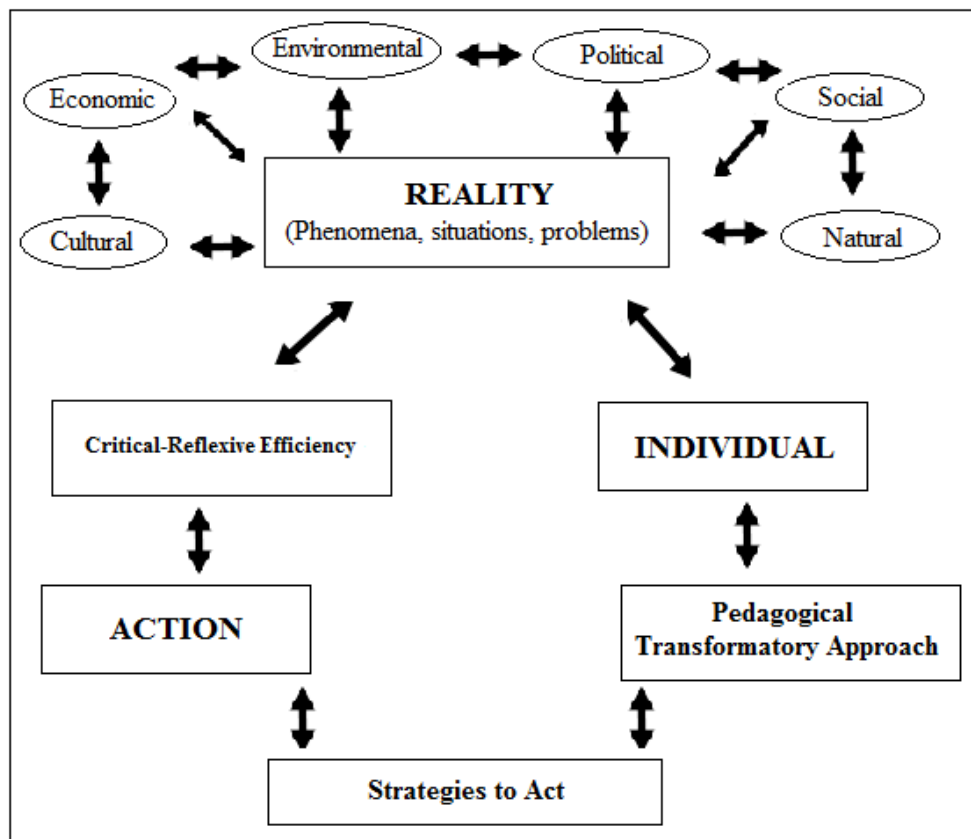 Environmental
Political
Economic
Social
REALITY
(Phenomena, situations, problems)
Cultural
Natural
Critical-Reflexive Efficiency
INDIVIDUAL
ACTION
Pedagogical
Transformatory Approach
Strategies to Act